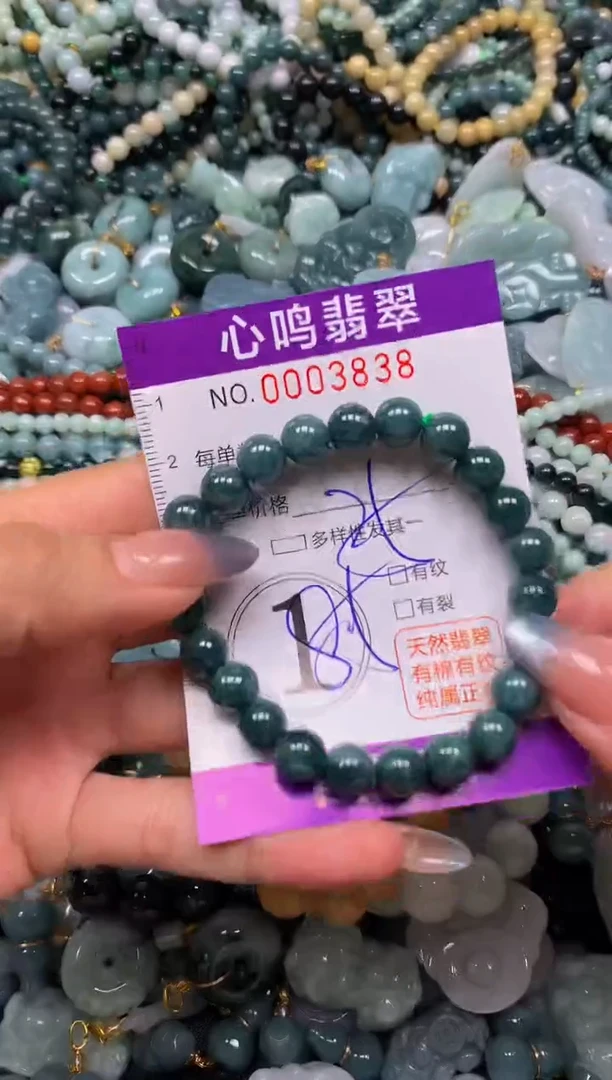 心鸣翡翠
NO.0003838
1
2
每单
价格
多样性发其一
有纹
有裂
1
天然翡翠
有棉有纹
纯属正